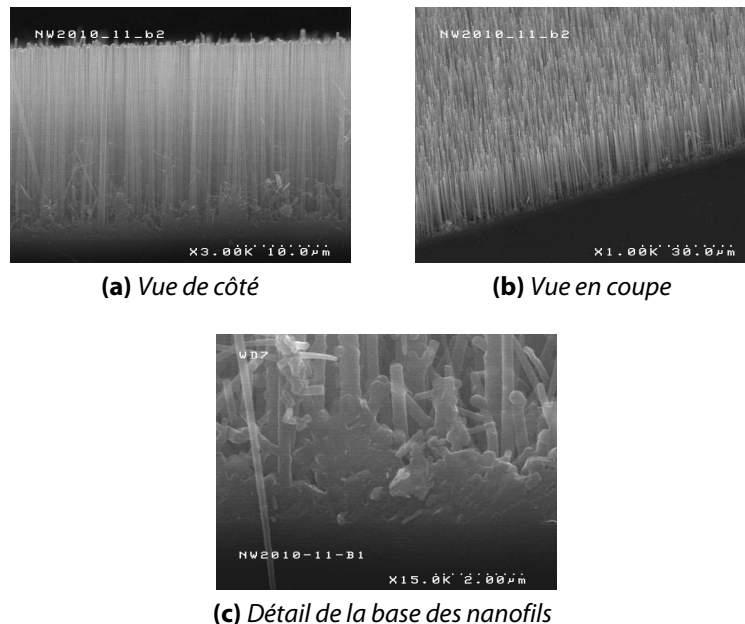 NW2010_11_b2
X3.00K 10.0µm
(a) Vue de côté
NW2010_11_b2
X1.00K 30.0µm
(b) Vue en coupe
WD7
NW2010-11-B1
X15.0K 2.00µm
(c) Détail de la base des nanofils